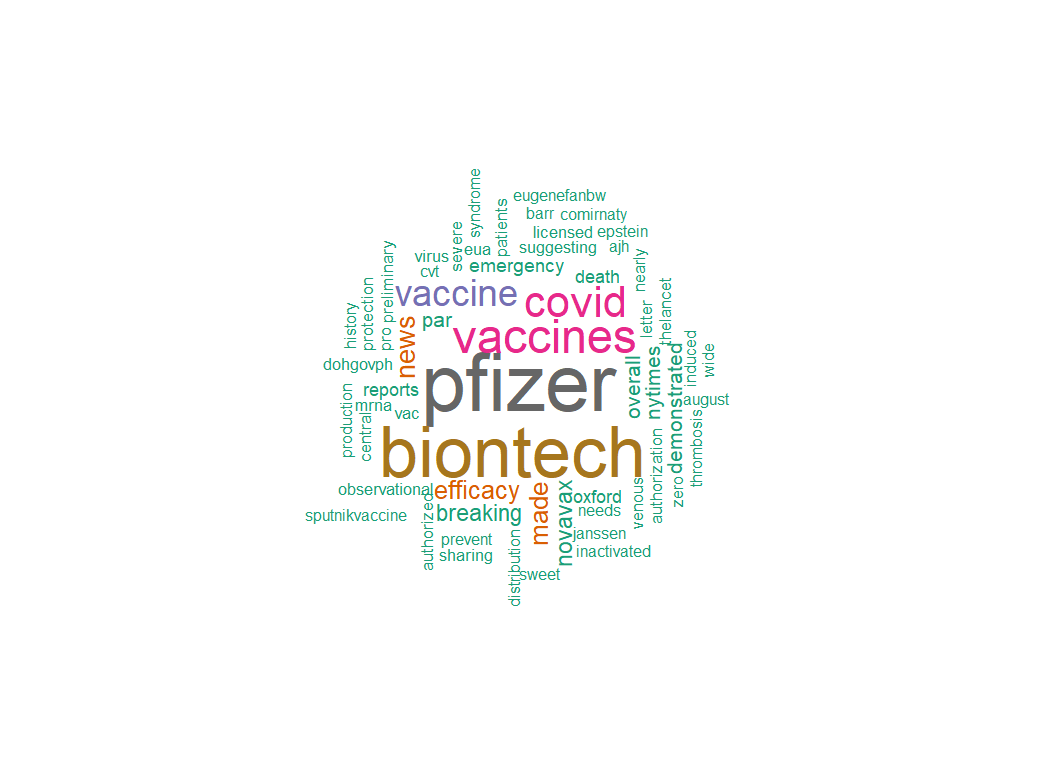 syndrome
eugenefanbw
patients
barr
comirnaty
severe
licensed
epstein
virus
eua
suggesting
ajh
cvt
emergency
preliminary
death
nearly
protection
vaccine
covid
letter
thelancet
history
pro
news
par
vaccines
induced
wide
dohgovph
pfizer
overall
nytimes
demonstrated
reports
mrna
vac
august
production
central
biontech
authorization
thrombosis
observational
efficacy
made
novavax
oxford
venous
zero
sputnikvaccine
authorized
breaking
needs
prevent
janssen
sharing
inactivated
distribution
sweet